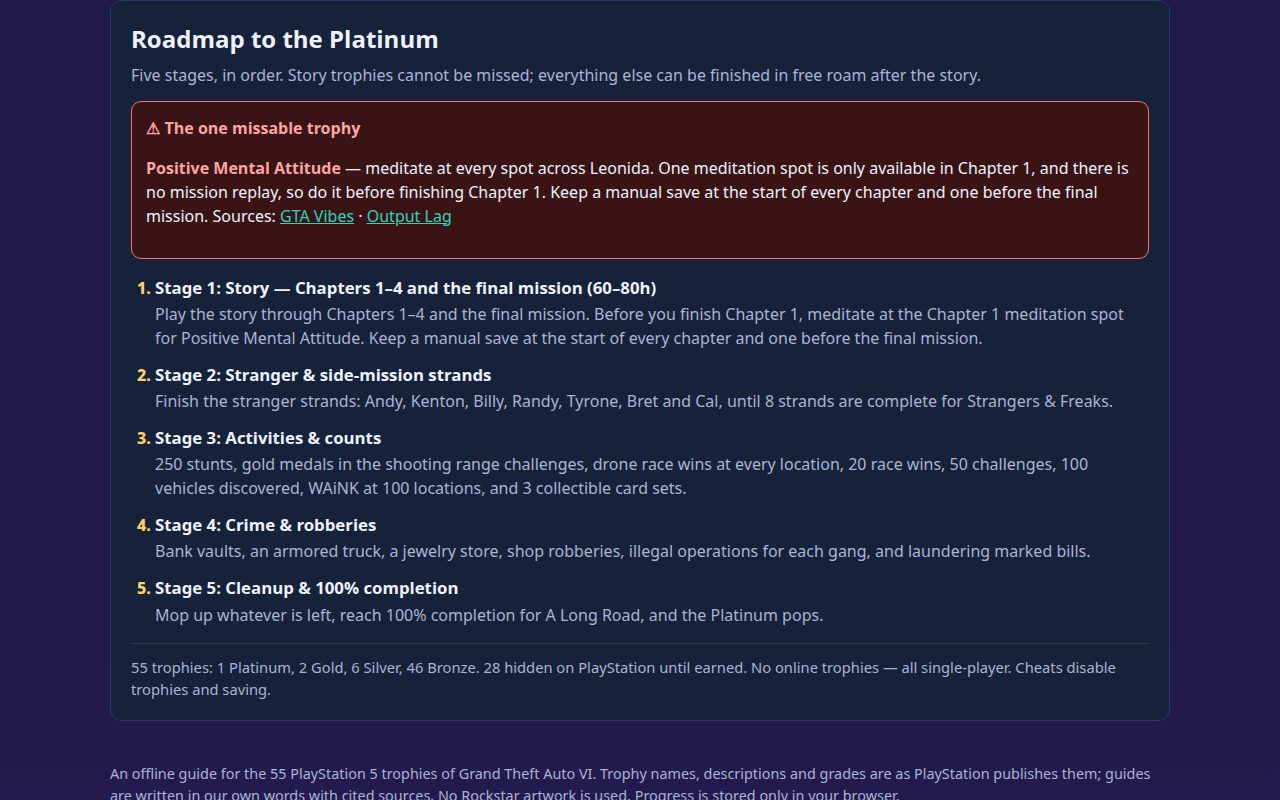 Roadmap to the Platinum
Five stages, in order. Story trophies cannot be missed; everything else can be finished in free roam after the story.
⚠ The one missable trophy
Positive Mental Attitude — meditate at every spot across Leonida. One meditation spot is only available in Chapter 1, and there is
no mission replay, so do it before finishing Chapter 1. Keep a manual save at the start of every chapter and one before the final
mission. Sources: GTA Vibes · Output Lag
1. Stage 1: Story — Chapters 1–4 and the final mission (60–80h)
Play the story through Chapters 1–4 and the final mission. Before you finish Chapter 1, meditate at the Chapter 1 meditation spot
for Positive Mental Attitude. Keep a manual save at the start of every chapter and one before the final mission.
2. Stage 2: Stranger & side-mission strands
Finish the stranger strands: Andy, Kenton, Billy, Randy, Tyrone, Bret and Cal, until 8 strands are complete for Strangers & Freaks.
3. Stage 3: Activities & counts
250 stunts, gold medals in the shooting range challenges, drone race wins at every location, 20 race wins, 50 challenges, 100
vehicles discovered, WAiNK at 100 locations, and 3 collectible card sets.
4. Stage 4: Crime & robberies
Bank vaults, an armored truck, a jewelry store, shop robberies, illegal operations for each gang, and laundering marked bills.
5. Stage 5: Cleanup & 100% completion
Mop up whatever is left, reach 100% completion for A Long Road, and the Platinum pops.
55 trophies: 1 Platinum, 2 Gold, 6 Silver, 46 Bronze. 28 hidden on PlayStation until earned. No online trophies — all single-player. Cheats disable
trophies and saving.
An offline guide for the 55 PlayStation 5 trophies of Grand Theft Auto VI. Trophy names, descriptions and grades are as PlayStation publishes them; guides
are written in our own words with cited sources. No Rockstar artwork is used. Progress is stored only in your browser.